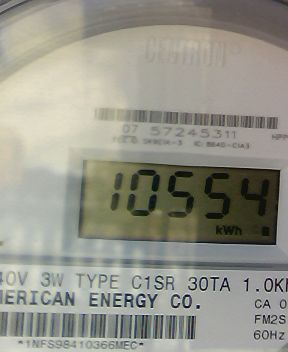 CENTRON®
07 57245311
10554
kWh
40V 3W TYPE C1SR 30TA 1.0K
MERICAN ENERGY CO.
CA 0
FM2S
60Hz
*1NFS98410366MEC*